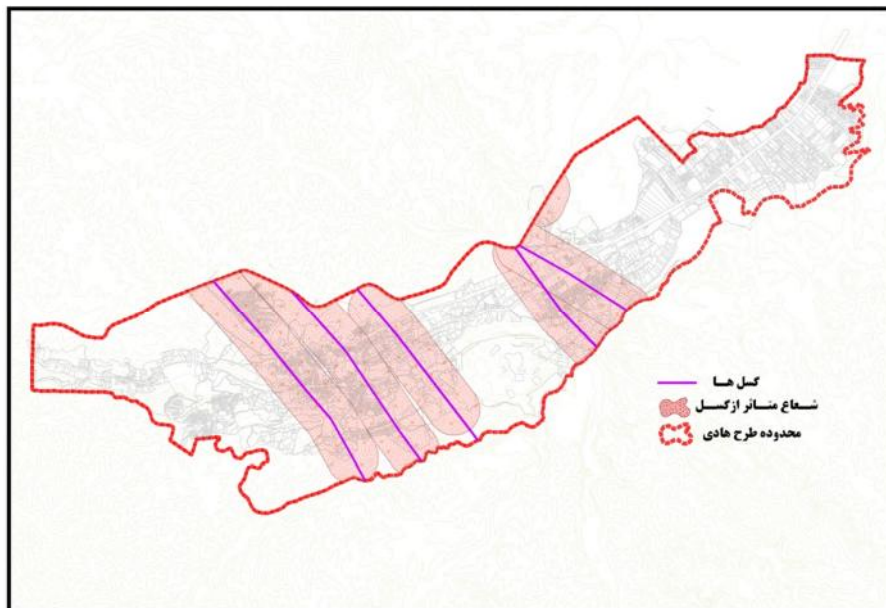 گسل ها
شعاع متاثر از گسل
محدوده طرح هادی